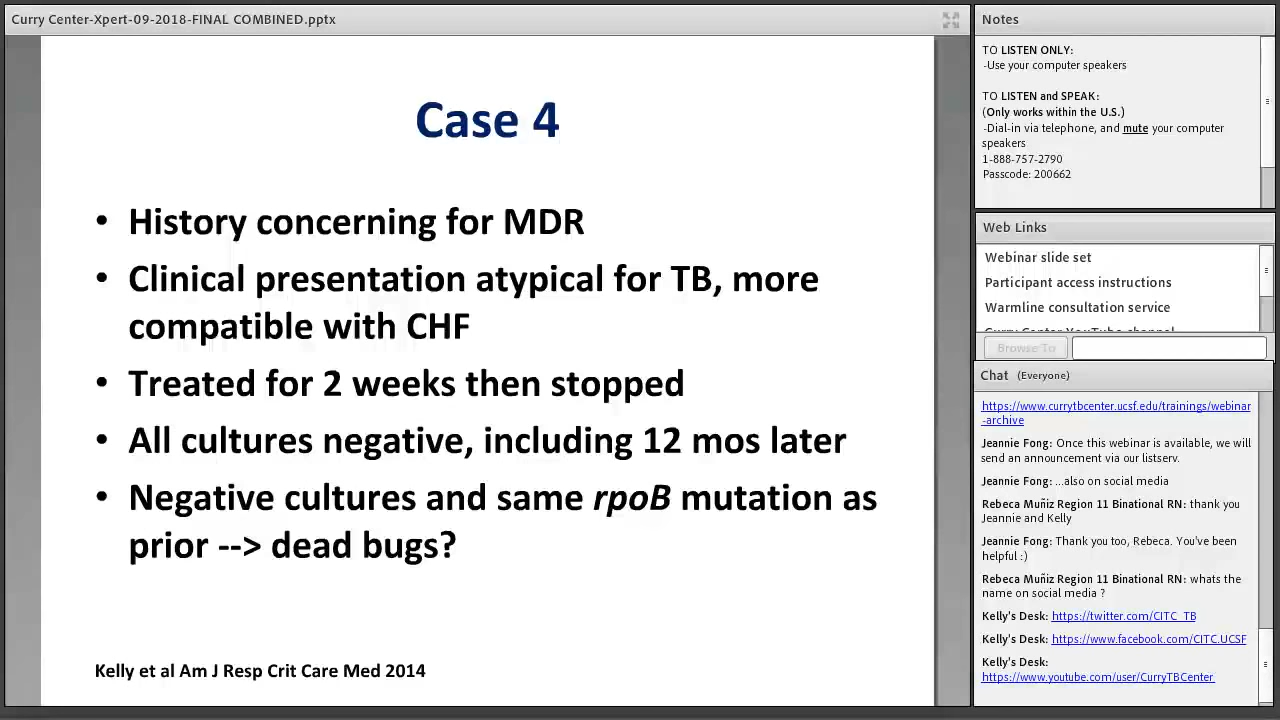 Curry Center-Xpert-09-2018-FINAL COMBINED.pptx
Case 4
• History concerning for MDR
• Clinical presentation atypical for TB, more
compatible with CHF
• Treated for 2 weeks then stopped
• All cultures negative, including 12 mos later
• Negative cultures and same rpoB mutation as
prior --> dead bugs?
Kelly et al Am J Resp Crit Care Med 2014
Notes
TO LISTEN ONLY:
-Use your computer speakers
TO LISTEN and SPEAK:
(Only works within the U.S.)
-Dial-in via telephone, and mute your computer
speakers
1-888-757-2790
Passcode: 200662
Web Links
Webinar slide set
Participant access instructions
Warmline consultation service
Curry Center YouTube channel
Browse To
Chat (Everyone)
https://www.currytbcenter.ucsf.edu/trainings/webinar
-archive
Jeannie Fong: Once this webinar is available, we will
send an announcement via our listserv.
Jeannie Fong: ...also on social media
Rebeca Muñiz Region 11 Binational RN: thank you
Jeannie and Kelly
Jeannie Fong: Thank you too, Rebeca. You've been
helpful :)
Rebeca Muñiz Region 11 Binational RN: whats the
name on social media ?
Kelly's Desk: https://twitter.com/CITC_TB
Kelly's Desk: https://www.facebook.com/CITC.UCSF
Kelly's Desk:
https://www.youtube.com/user/CurryTBCenter